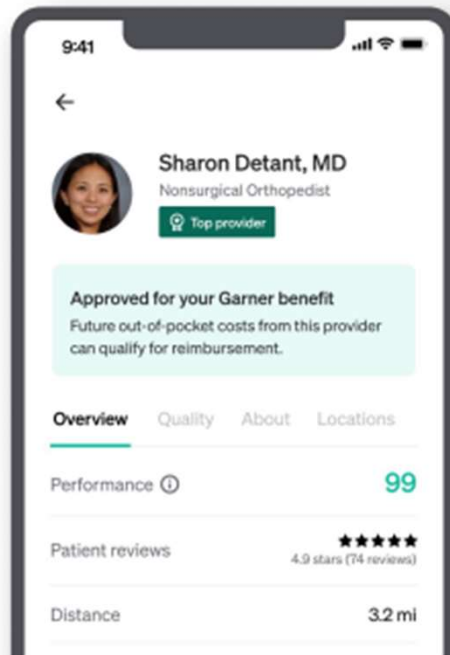 9:41
Sharon Detant, MD
Nonsurgical Orthopedist
Top provider
Approved for your Garner benefit
Future out-of-pocket costs from this provider
can qualify for reimbursement.
Overview Quality About Locations
Performance 99
Patient reviews
4.9 stars (74 reviews)
Distance 3.2 mi